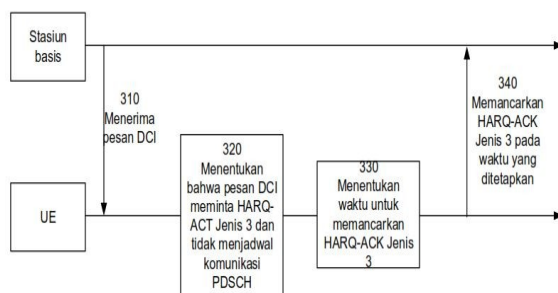 Stasiun
basis
310
Menerima
pesan DCI
320
Menentukan
bahwa pesan DCI
meminta HARQ-
ACT Jenis 3 dan
tidak menjadwal
komunikasi
PDSCH
330
Menentukan
waktu untuk
memancarkan
HARQ-ACK Jenis
3
340
Memancarkan
HARQ-ACK
Jenis 3 pada
waktu yang
ditetapkan
UE